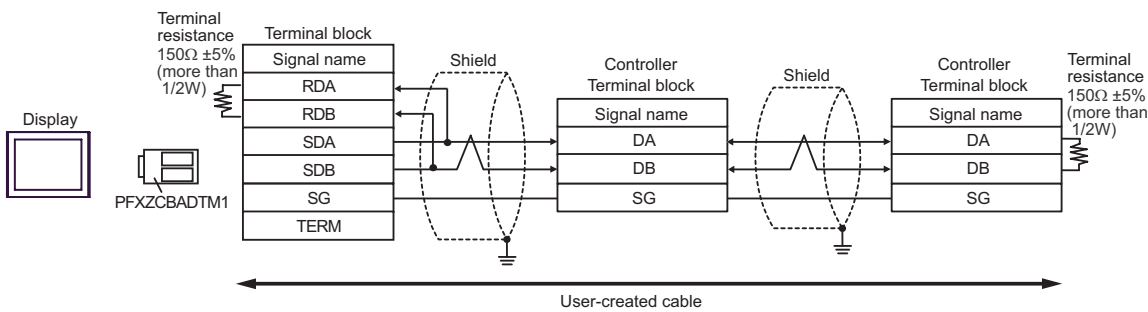 Terminal
resistance
150Ω ±5%
(more than
1/2W)
Display
PFXZCBADTM1
Terminal block
Signal name
RDA
RDB
SDA
SDB
SG
TERM
Shield
Controller
Terminal block
Signal name
DA
DB
SG
Shield
Controller
Terminal block
Signal name
DA
DB
SG
Terminal
resistance
150Ω ±5%
(more than
1/2W)
User-created cable